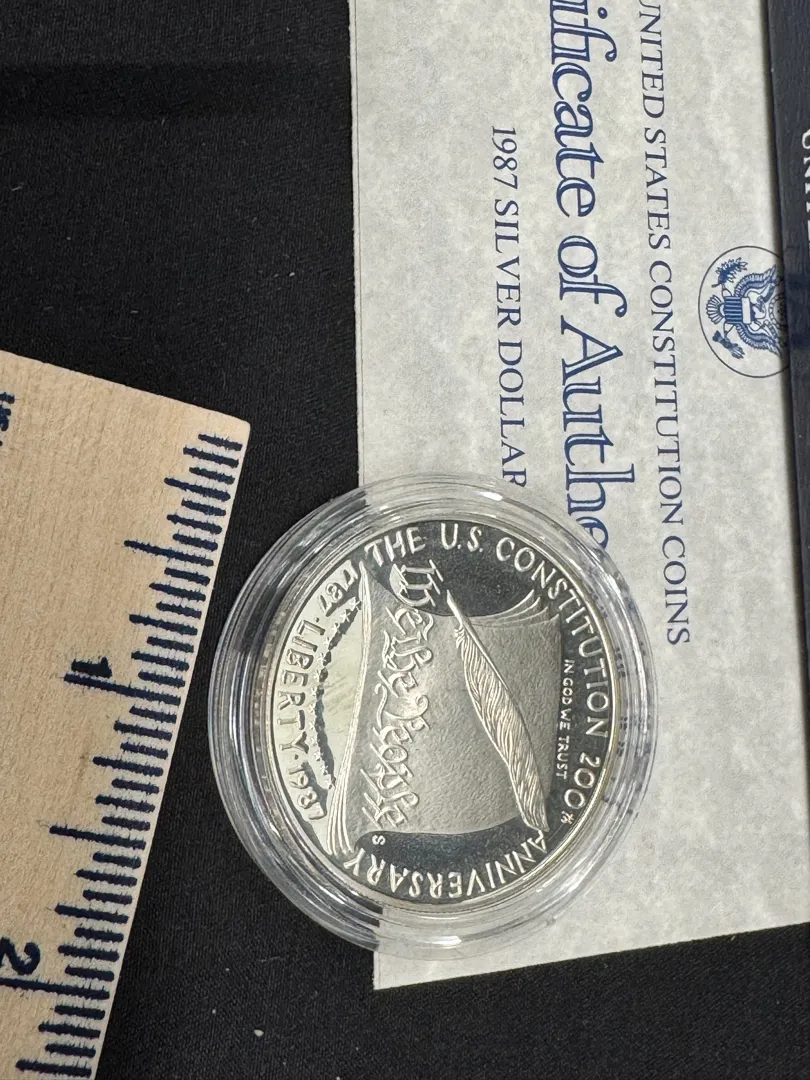 UNITED STATES CONSTITUTION COINS
ificate of Authe
1987 SILVER DOLLAR
THE U.S. CONSTITUTION 200th ANNIVERSARY
IN GOD WE TRUST
We the People
S
1787 · LIBERTY · 1987
1
2